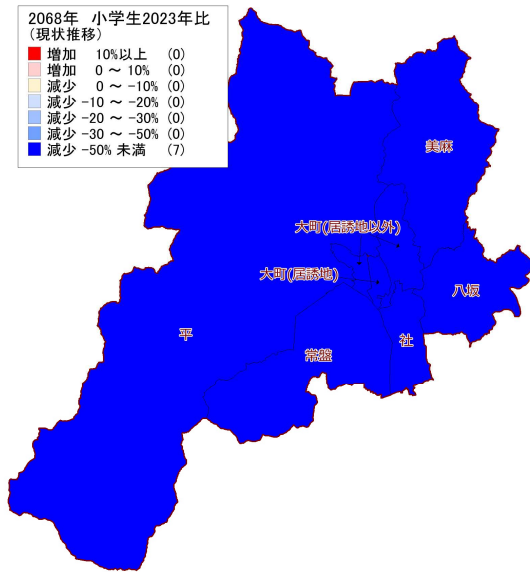 2068年 小学生2023年比
(現状推移)
増加 10%以上 (0)
増加 0 ～ 10% (0)
減少 0 ～ -10% (0)
減少 -10 ～ -20% (0)
減少 -20 ～ -30% (0)
減少 -30 ～ -50% (0)
減少 -50% 未満 (7)
美麻
大町(居誘地以外)
大町(居誘地)
八坂
平
社
常盤